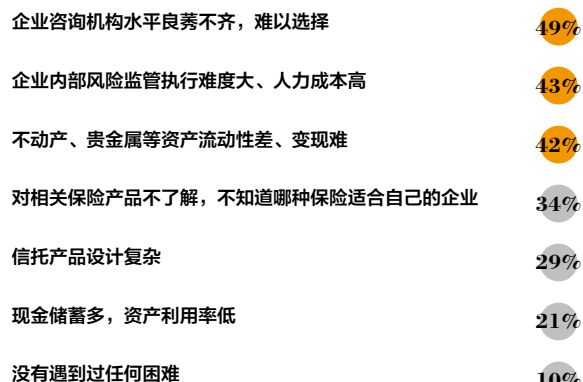 企业咨询机构水平良莠不齐，难以选择 49%
企业内部风险监管执行难度大、人力成本高 43%
不动产、贵金属等资产流动性差、变现难 42%
对相关保险产品不了解，不知道哪种保险适合自己的企业 34%
信托产品设计复杂 29%
现金储蓄多，资产利用率低 21%
没有遇到过任何困难 10%